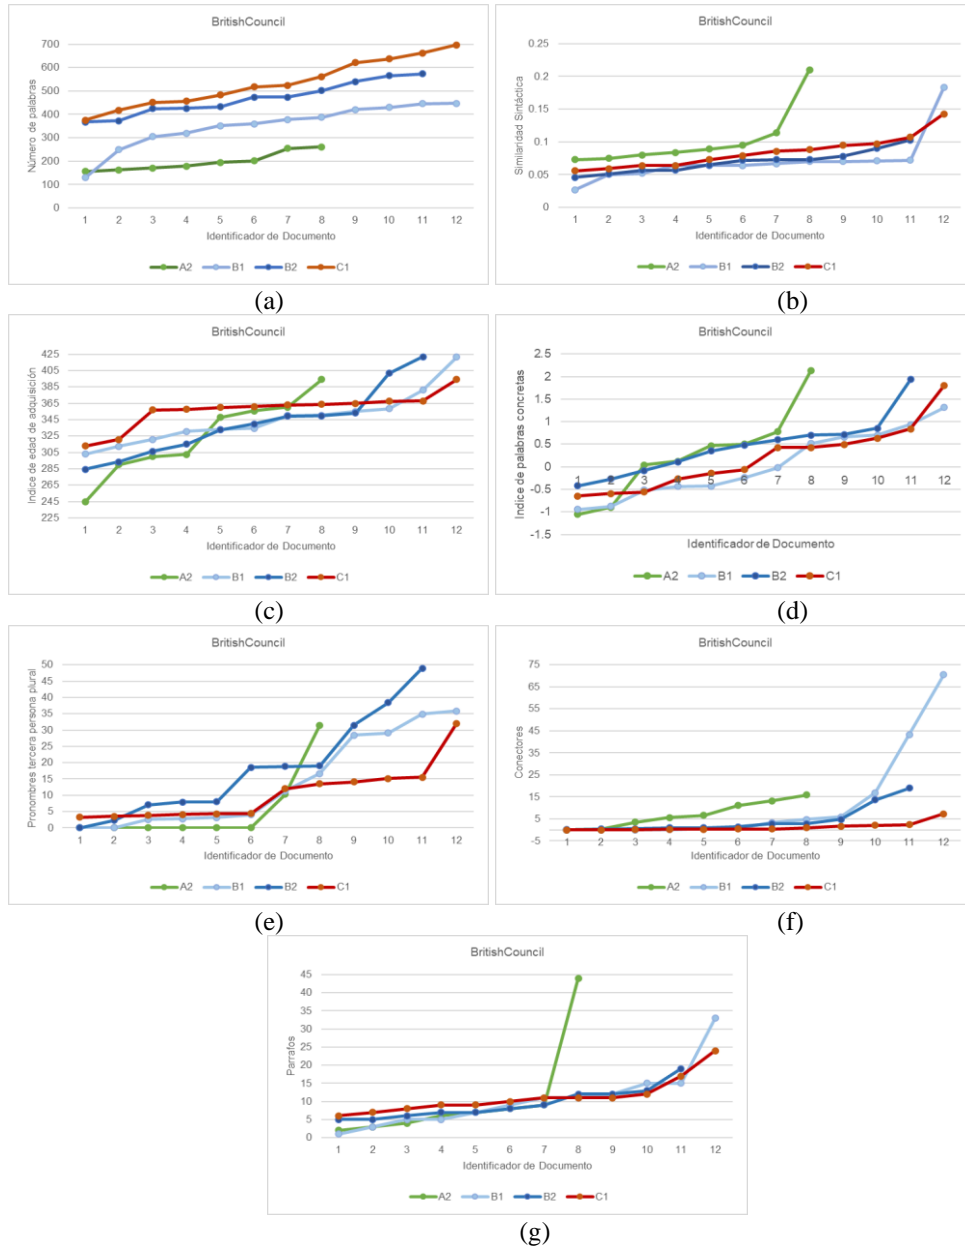 BritishCouncil
Número de palabras
700
600
500
400
300
200
100
0
1 2 3 4 5 6 7 8 9 10 11 12
Identificador de Documento
A2 B1 B2 C1
(a)
BritishCouncil
Similaridad Sintáctica
0.25
0.2
0.15
0.1
0.05
0
1 2 3 4 5 6 7 8 9 10 11 12
Identificador de Documento
A2 B1 B2 C1
(b)
BritishCouncil
Indice de edad de adquisición
425
405
385
365
345
325
305
285
265
245
225
1 2 3 4 5 6 7 8 9 10 11 12
Identificador de Documento
A2 B1 B2 C1
(c)
BritishCouncil
Indice de palabras concretas
2.5
2
1.5
1
0.5
0
-0.5
-1
-1.5
1 2 3 4 5 6 7 8 9 10 11 12
Identificador de Documento
A2 B1 B2 C1
(d)
BritishCouncil
Pronombres tercera persona plural
50
45
40
35
30
25
20
15
10
5
0
1 2 3 4 5 6 7 8 9 10 11 12
Identificador de Documento
A2 B1 B2 C1
(e)
BritishCouncil
Conectores
75
65
55
45
35
25
15
5
-5
1 2 3 4 5 6 7 8 9 10 11 12
Identificador de Documento
A2 B1 B2 C1
(f)
BritishCouncil
Parrafos
45
40
35
30
25
20
15
10
5
0
1 2 3 4 5 6 7 8 9 10 11 12
Identificador de Documento
A2 B1 B2 C1
(g)